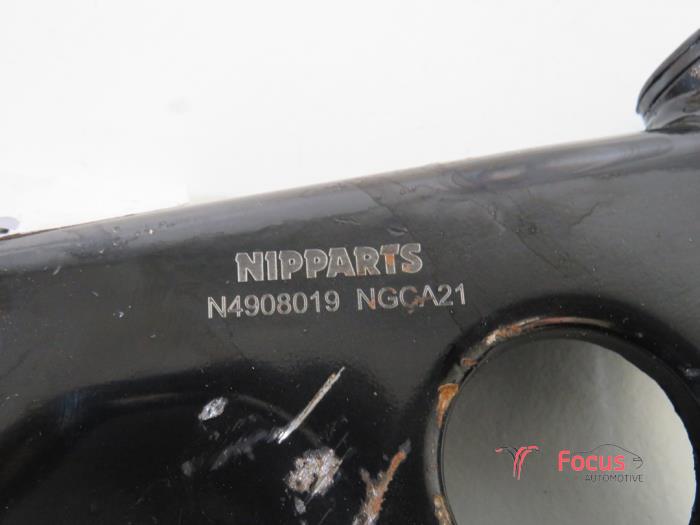 NIPPARTS
N4908019 NGCA21
Focus
AUTOMOTIVE